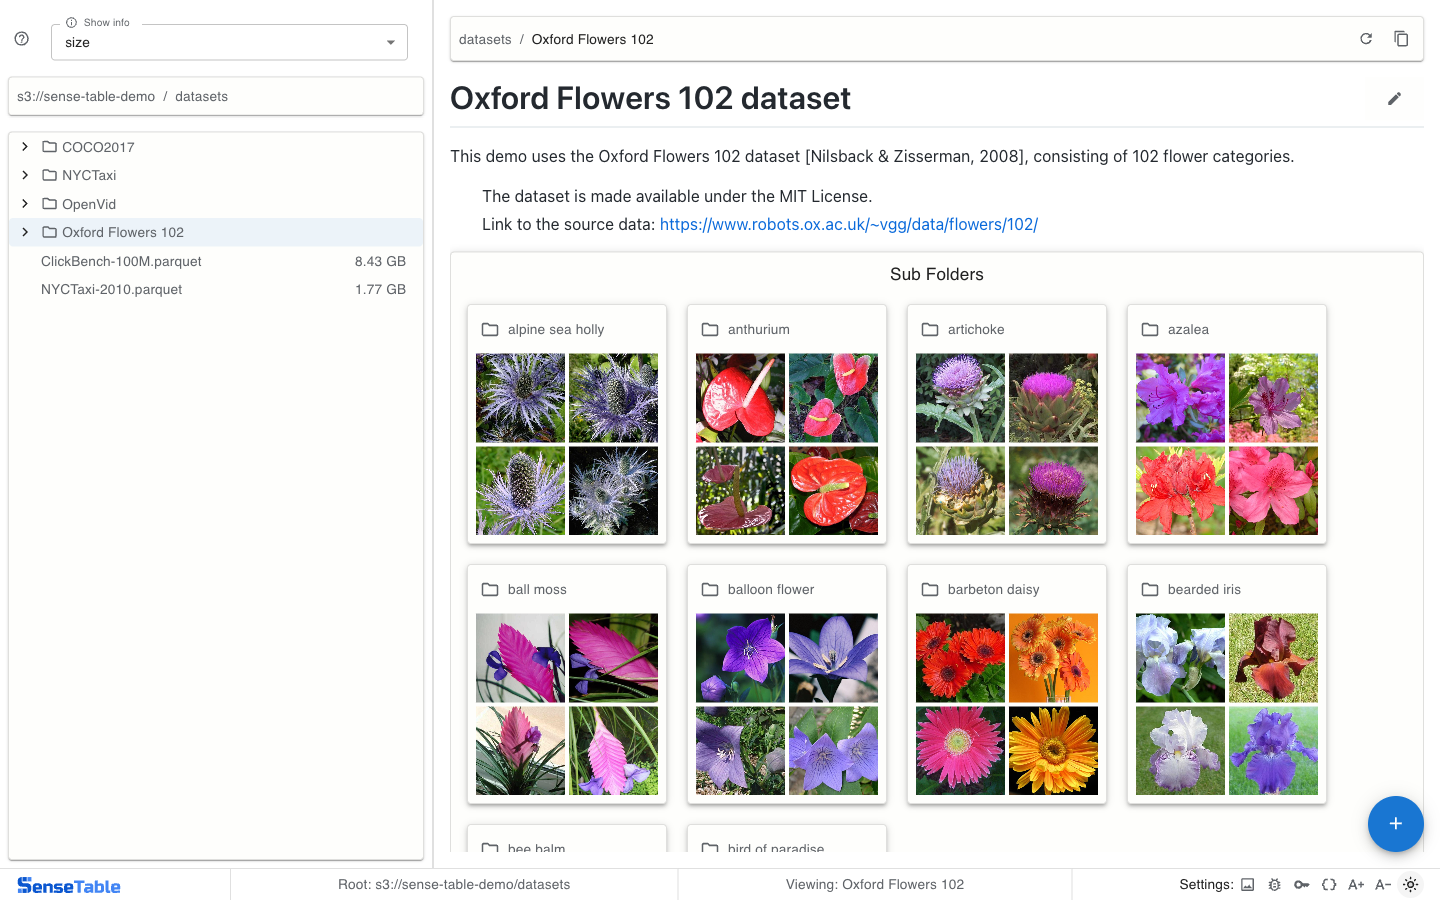 Show info
size
s3://sense-table-demo / datasets
COCO2017
NYCTaxi
OpenVid
Oxford Flowers 102
ClickBench-100M.parquet 8.43 GB
NYCTaxi-2010.parquet 1.77 GB
datasets / Oxford Flowers 102
Oxford Flowers 102 dataset
This demo uses the Oxford Flowers 102 dataset [Nilsback & Zisserman, 2008], consisting of 102 flower categories.
The dataset is made available under the MIT License.
Link to the source data: https://www.robots.ox.ac.uk/~vgg/data/flowers/102/
Sub Folders
alpine sea holly
anthurium
artichoke
azalea
ball moss
balloon flower
barbeton daisy
bearded iris
bee balm
bird of paradise
SenseTable
Root: s3://sense-table-demo/datasets
Viewing: Oxford Flowers 102
Settings: A+ A-